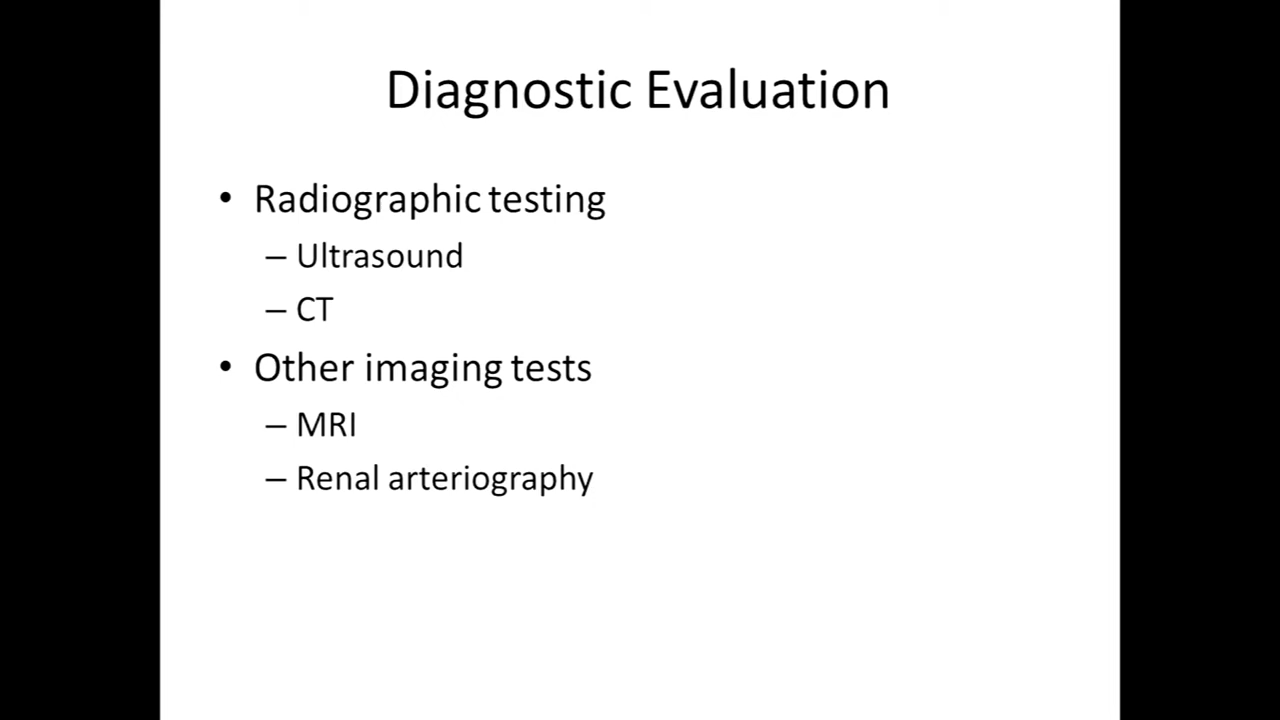 Diagnostic Evaluation
• Radiographic testing
– Ultrasound
– CT
• Other imaging tests
– MRI
– Renal arteriography